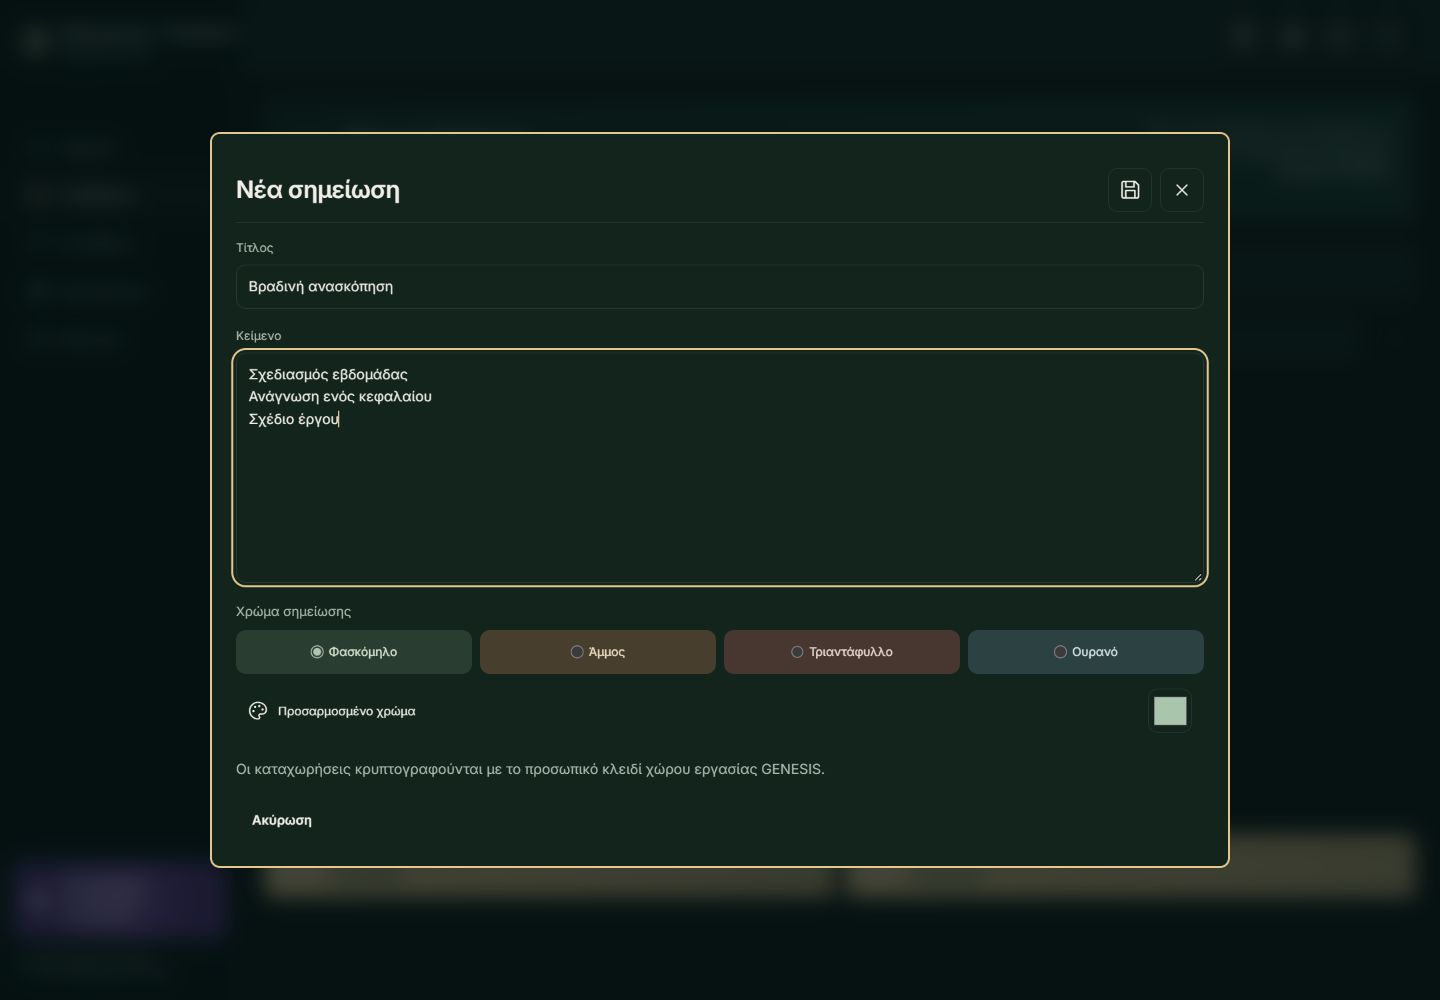 Νέα σημείωση
Τίτλος
Βραδινή ανασκόπηση
Κείμενο
Σχεδιασμός εβδομάδας
Ανάγνωση ενός κεφαλαίου
Σχέδιο έργου
Χρώμα σημείωσης
Φασκόμηλο
Άμμος
Τριαντάφυλλο
Ουρανό
Προσαρμοσμένο χρώμα
Οι καταχωρήσεις κρυπτογραφούνται με το προσωπικό κλειδί χώρου εργασίας GENESIS.
Ακύρωση